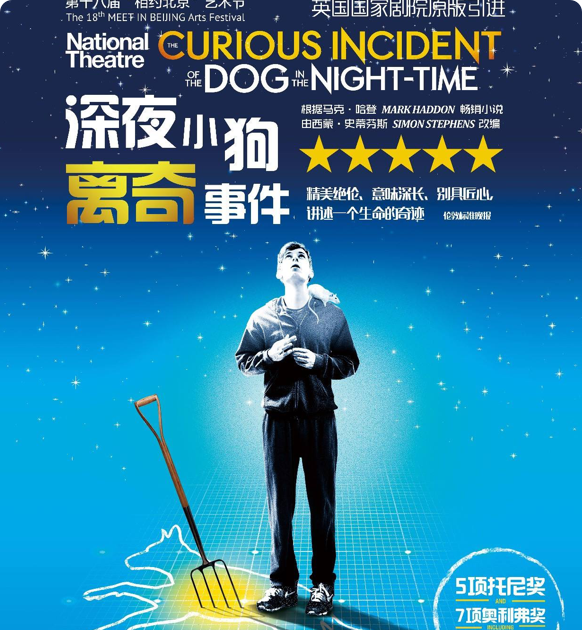 第十八届 相约北京 艺术节
The 18th MEET IN BEIJING Arts Festival
英国国家剧院原版引进
National Theatre
THE CURIOUS INCIDENT
OF THE DOG IN THE NIGHT-TIME
深夜小狗
离奇事件
根据马克·哈登 MARK HADDON 畅销小说
由西蒙·史蒂芬斯 SIMON STEPHENS 改编
精美绝伦、意味深长、别具匠心,
讲述一个生命的奇迹 伦敦标准晚报
5项托尼奖
AND
7项奥利弗奖
INCLUDING